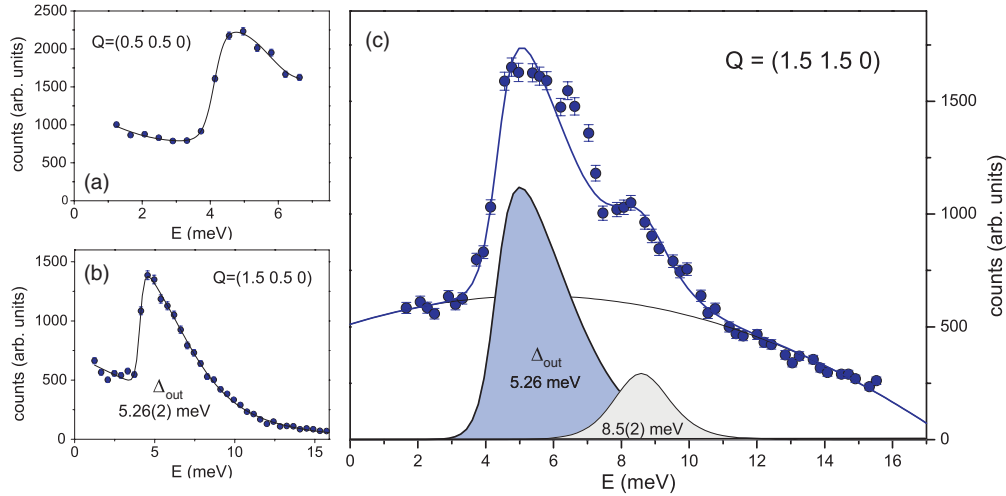 2500
2000
1500
1000
500
0
counts (arb. units)
Q=(0.5 0.5 0)
(a)
0 2 4 6
E (meV)
1500
1000
500
0
counts (arb. units)
(b)
Q=(1.5 0.5 0)
Δout
5.26(2) meV
0 5 10 15
E (meV)
(c)
Q = (1.5 1.5 0)
Δout
5.26 meV
8.5(2) meV
1500
1000
500
0
counts (arb. units)
0 2 4 6 8 10 12 14 16
E (meV)